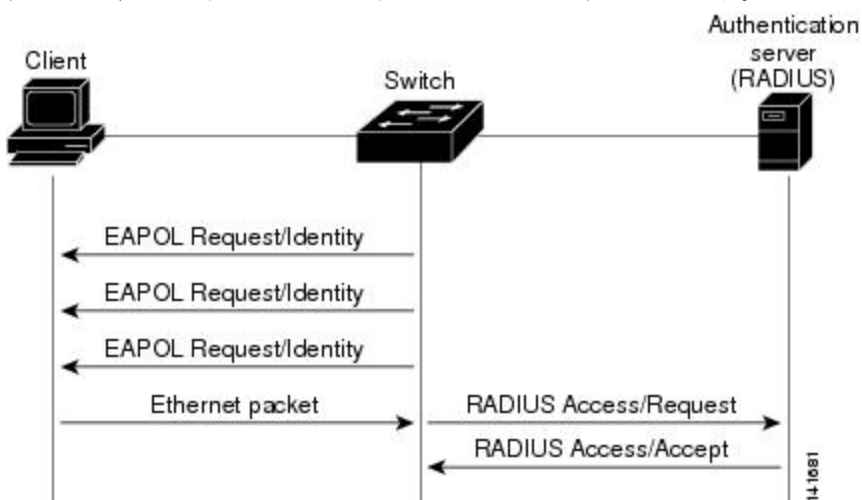 Client
Switch
Authentication
server
(RADIUS)
EAPOL Request/Identity
EAPOL Request/Identity
EAPOL Request/Identity
Ethernet packet
RADIUS Access/Request
RADIUS Access/Accept
141681